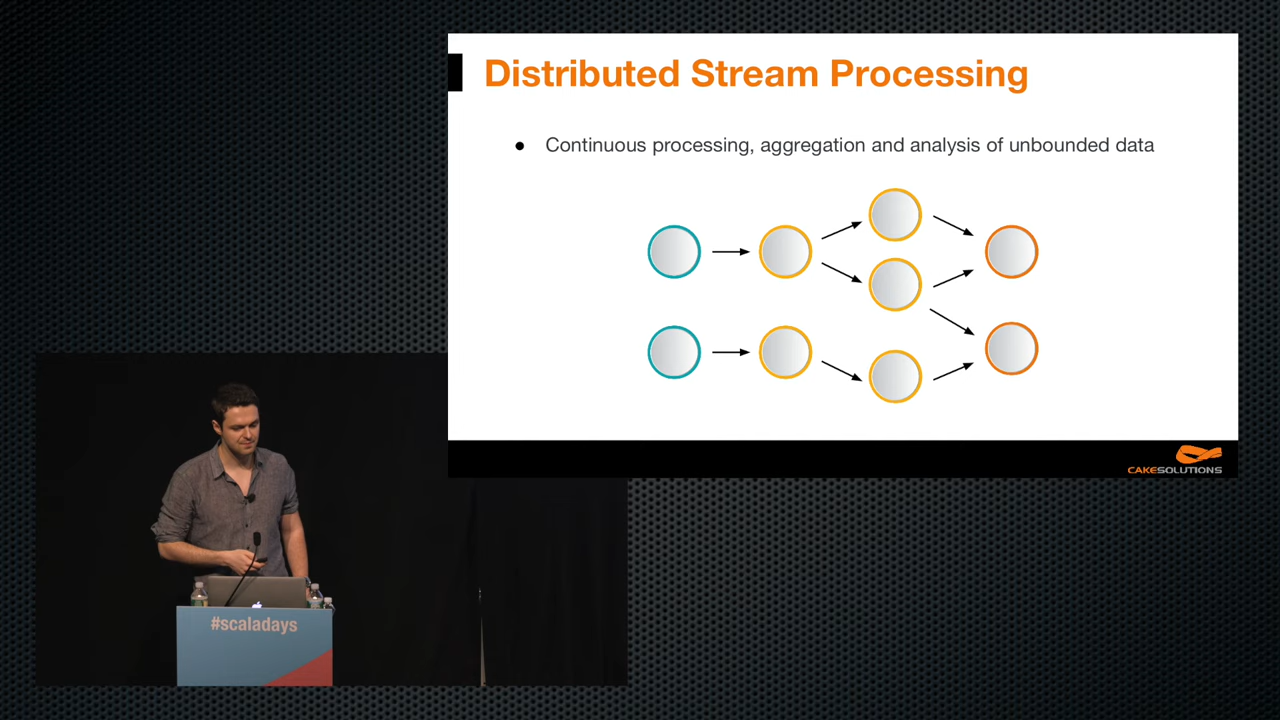 Distributed Stream Processing
● Continuous processing, aggregation and analysis of unbounded data
CAKESOLUTIONS
#scaladays